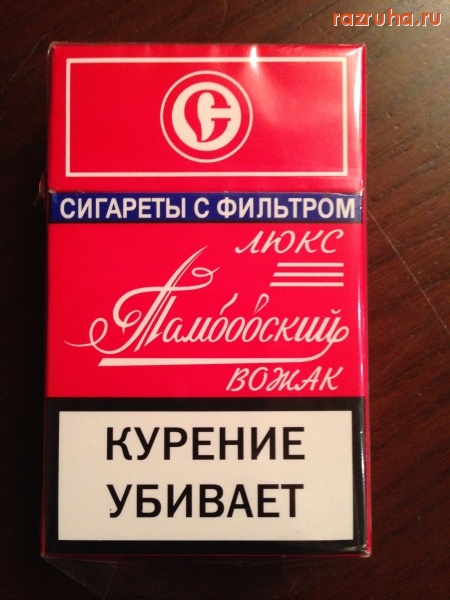 razruha.ru
СИГАРЕТЫ С ФИЛЬТРОМ
ЛЮКС
Тамбовский
ВОЖАК
КУРЕНИЕ
УБИВАЕТ